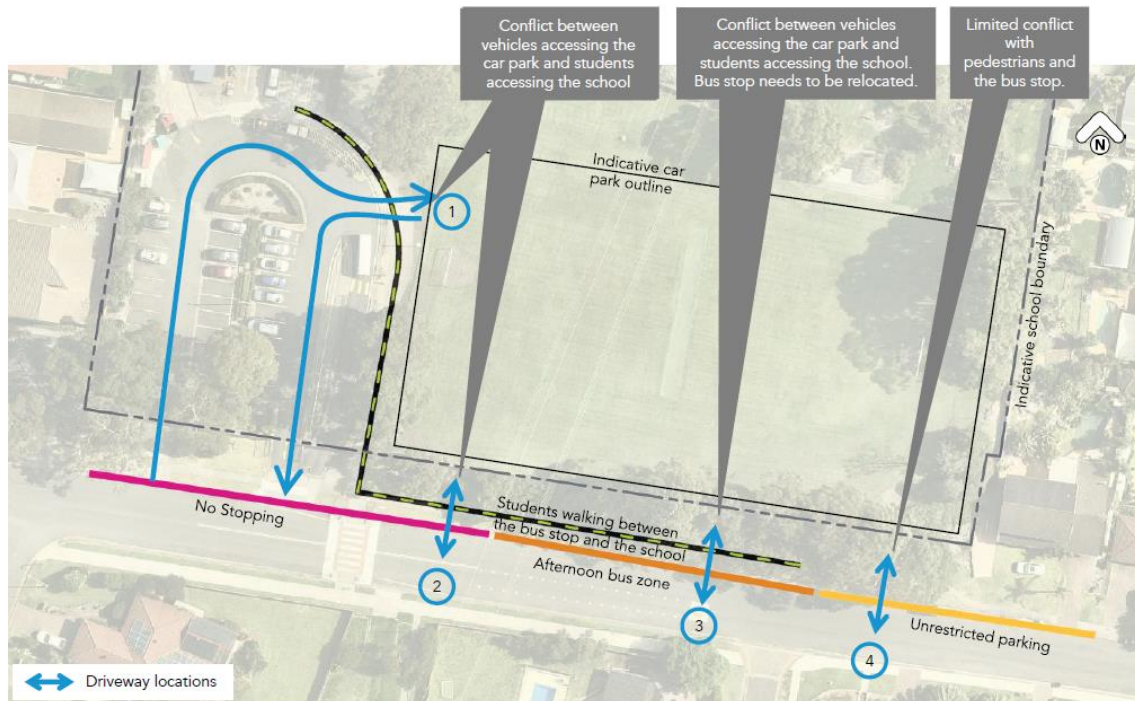 Conflict between
vehicles accessing the
car park and students
accessing the school
Conflict between vehicles
accessing the car park and
students accessing the school.
Bus stop needs to be relocated.
Limited conflict
with
pedestrians and
the bus stop.
N
Indicative car
park outline
1
Indicative school boundary
No Stopping
Students walking between
the bus stop and the school
Afternoon bus zone
Unrestricted parking
2
3
4
Driveway locations